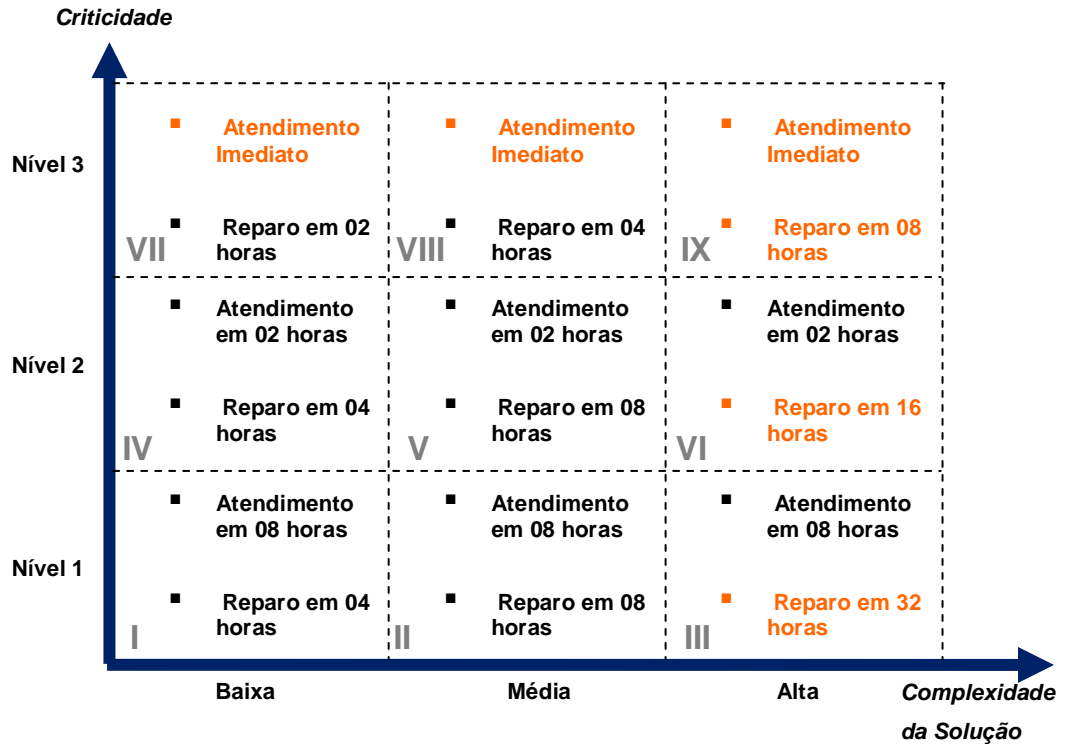 Criticidade
Nível 3
Atendimento
Imediato
Reparo em 02
horas
VII
Atendimento
Imediato
Reparo em 04
horas
VIII
Atendimento
Imediato
Reparo em 08
horas
IX
Nível 2
Atendimento
em 02 horas
Reparo em 04
horas
IV
Atendimento
em 02 horas
Reparo em 08
horas
V
Atendimento
em 02 horas
Reparo em 16
horas
VI
Nível 1
Atendimento
em 08 horas
Reparo em 04
horas
I
Atendimento
em 08 horas
Reparo em 08
horas
II
Atendimento
em 08 horas
Reparo em 32
horas
III
Baixa
Média
Alta
Complexidade
da Solução